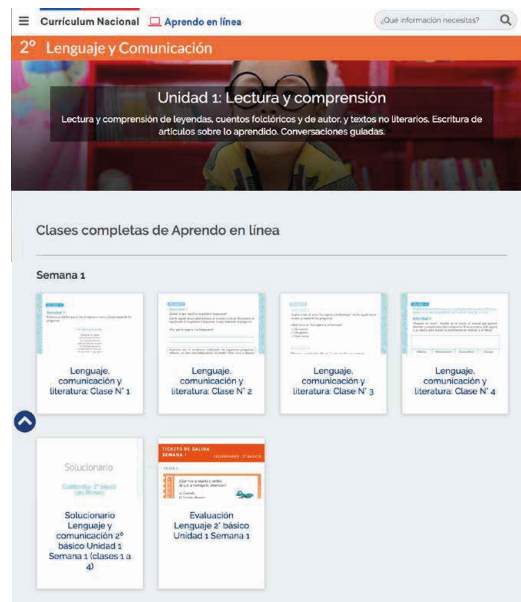 Currículum Nacional Aprendo en línea
¿Qué información necesitas?
2° Lenguaje y Comunicación
Unidad 1: Lectura y comprensión
Lectura y comprensión de leyendas, cuentos folclóricos y de autor, y textos no literarios. Escritura de
artículos sobre lo aprendido. Conversaciones guiadas.
Clases completas de Aprendo en línea
Semana 1
Lenguaje,
comunicación y
literatura: Clase N° 1
Lenguaje,
comunicación y
literatura: Clase N° 2
Lenguaje,
comunicación y
literatura: Clase N° 3
Lenguaje,
comunicación y
literatura: Clase N° 4
Solucionario
Solucionario
Lenguaje y
comunicación 2°
básico Unidad 1
Semana 1 (clases 1 a
4)
TICKETS DE SALIDA
SEMANA 1
Evaluación
Lenguaje 2° básico
Unidad 1 Semana 1